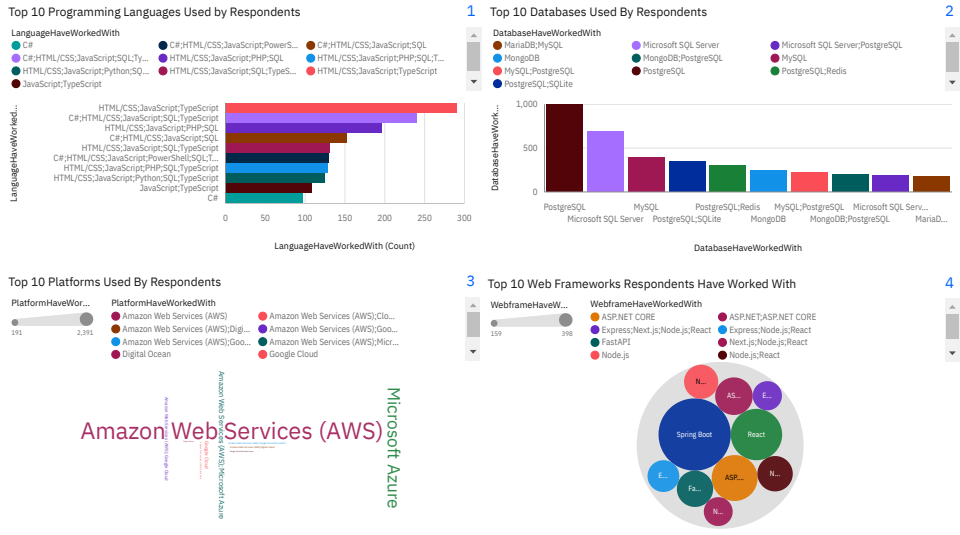 Top 10 Programming Languages Used by Respondents
1
LanguageHaveWorkedWith
C#
C#;HTML/CSS;JavaScript;PowerS...
C#;HTML/CSS;JavaScript;SQL
C#;HTML/CSS;JavaScript;SQL;Ty...
HTML/CSS;JavaScript;PHP;SQL
HTML/CSS;JavaScript;PHP;SQL;T...
HTML/CSS;JavaScript;Python;SQ...
HTML/CSS;JavaScript;SQL;TypeS...
HTML/CSS;JavaScript;TypeScript
JavaScript;TypeScript
LanguageHaveWorked...
HTML/CSS;JavaScript;TypeScript
C#;HTML/CSS;JavaScript;SQL;TypeScript
HTML/CSS;JavaScript;PHP;SQL
C#;HTML/CSS;JavaScript;SQL
HTML/CSS;JavaScript;SQL;TypeScript
C#;HTML/CSS;JavaScript;PowerShell;SQL;T...
HTML/CSS;JavaScript;PHP;SQL;TypeScript
HTML/CSS;JavaScript;Python;SQL;TypeScript
JavaScript;TypeScript
C#
0 50 100 150 200 250 300
LanguageHaveWorkedWith (Count)
Top 10 Databases Used By Respondents
2
DatabaseHaveWorkedWith
MariaDB;MySQL
Microsoft SQL Server
Microsoft SQL Server;PostgreSQL
MongoDB
MongoDB;PostgreSQL
MySQL
MySQL;PostgreSQL
PostgreSQL
PostgreSQL;Redis
PostgreSQL;SQLite
DatabaseHaveWork...
1,000
500
0
PostgreSQL MySQL PostgreSQL;Redis MySQL;PostgreSQL Microsoft SQL Serv...
Microsoft SQL Server PostgreSQL;SQLite MongoDB MongoDB;PostgreSQL MariaD...
DatabaseHaveWorkedWith
Top 10 Platforms Used By Respondents
3
PlatformHaveWor...
191 2,391
PlatformHaveWorkedWith
Amazon Web Services (AWS)
Amazon Web Services (AWS);Clo...
Amazon Web Services (AWS);Digi...
Amazon Web Services (AWS);Goo...
Amazon Web Services (AWS);Goo...
Amazon Web Services (AWS);Micr...
Digital Ocean
Google Cloud
Amazon Web Services (AWS)
Microsoft Azure
Amazon Web Services (AWS);Microsoft Azure
Amazon Web Services (AWS);Google Cloud
Google Cloud
Top 10 Web Frameworks Respondents Have Worked With
4
WebframeHaveW...
159 398
WebframeHaveWorkedWith
ASP.NET CORE
ASP.NET;ASP.NET CORE
Express;Next.js;Node.js;React
Express;Node.js;React
FastAPI
Next.js;Node.js;React
Node.js
Node.js;React
N...
AS...
E...
Spring Boot
React
E...
Fa...
ASP....
N...
N...